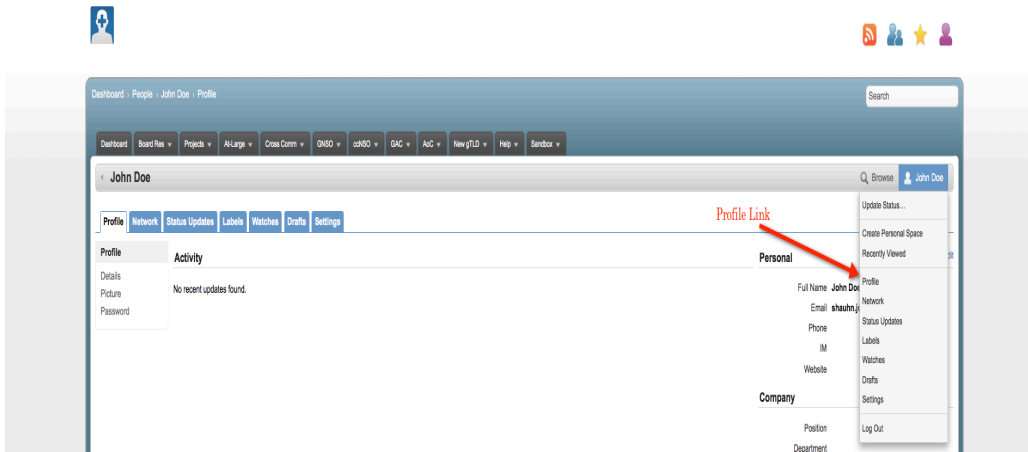 Dashboard › People › John Doe › Profile
Search
Dashboard Board Res Projects At-Large Cross Comm GNSO ccNSO GAC AoC New gTLD Help Sandbox
John Doe
Browse John Doe
Profile Network Status Updates Labels Watches Drafts Settings
Profile
Details
Picture
Password
Activity
No recent updates found.
Profile Link
Personal
Full Name John Doe
Email shauhn.j
Phone
IM
Website
Company
Position
Department
Update Status...
Create Personal Space
Recently Viewed
Profile
Network
Status Updates
Labels
Watches
Drafts
Settings
Log Out